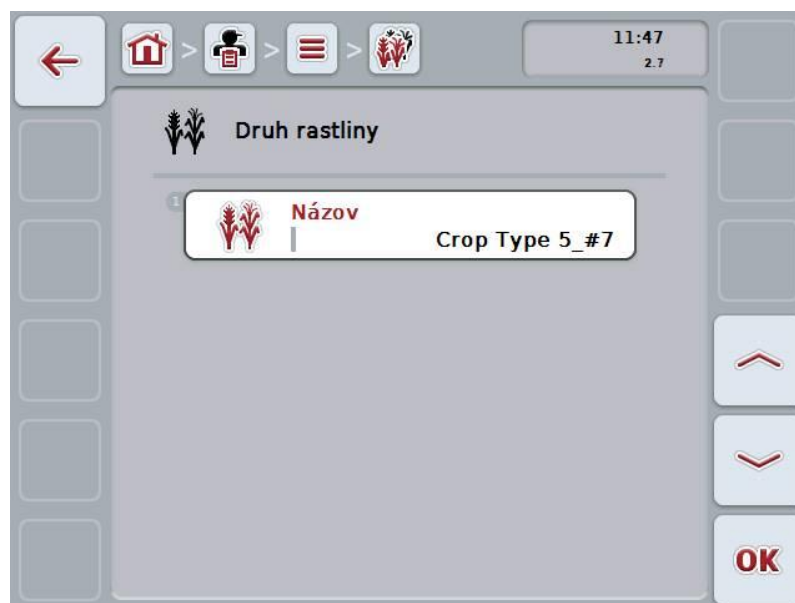 > > >
11:47
2.7
Druh rastliny
1
Názov
Crop Type 5_#7
OK